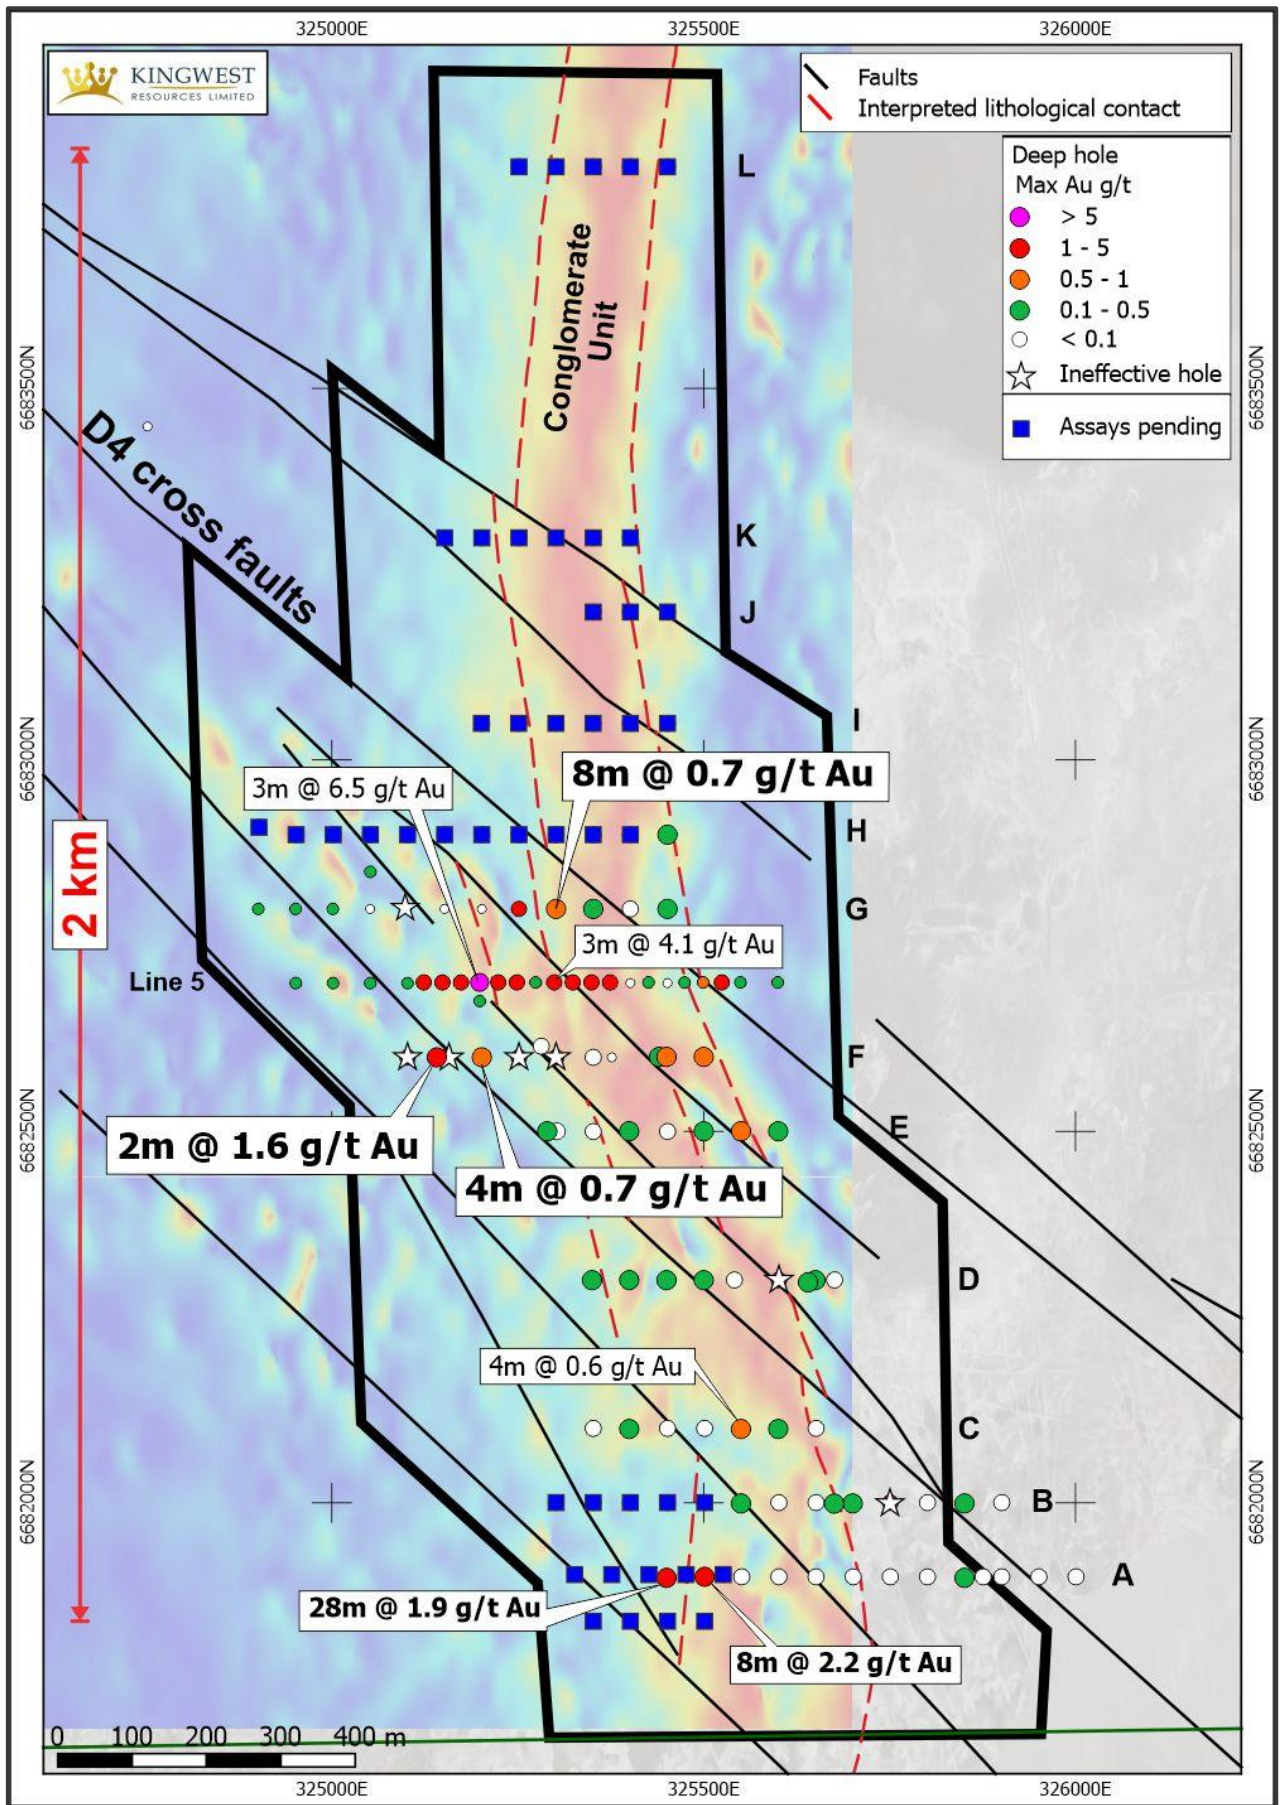 325000E 325500E 326000E
KINGWEST
RESOURCES LIMITED
Faults
Interpreted lithological contact
Deep hole
Max Au g/t
> 5
1 - 5
0.5 - 1
0.1 - 0.5
< 0.1
Ineffective hole
Assays pending
L
Conglomerate
Unit
6683500N
6683500N
D4 cross faults
K
J
I
6683000N
6683000N
8m @ 0.7 g/t Au
3m @ 6.5 g/t Au
H
2 km
G
3m @ 4.1 g/t Au
Line 5
F
6682500N
6682500N
E
2m @ 1.6 g/t Au
4m @ 0.7 g/t Au
D
4m @ 0.6 g/t Au
C
6682000N
6682000N
B
A
28m @ 1.9 g/t Au
8m @ 2.2 g/t Au
0 100 200 300 400 m
325000E 325500E 326000E